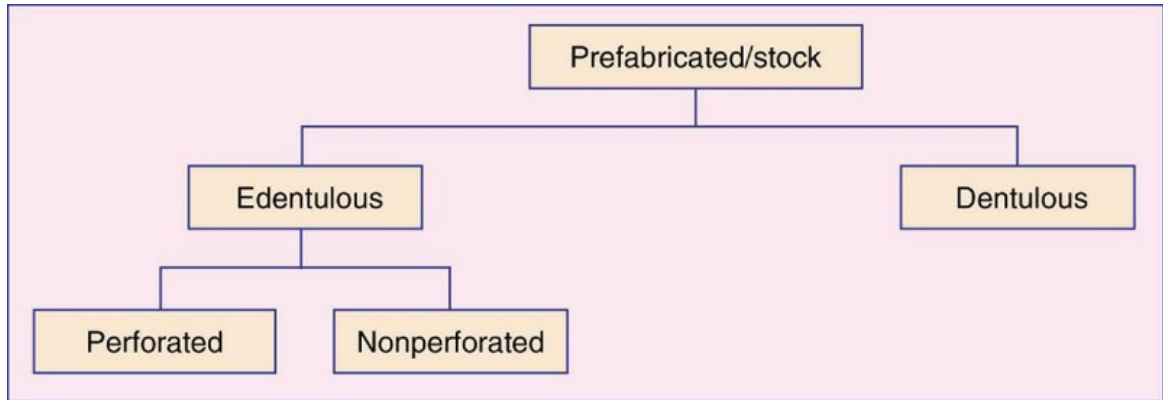 Prefabricated/stock
Edentulous
Dentulous
Perforated
Nonperforated